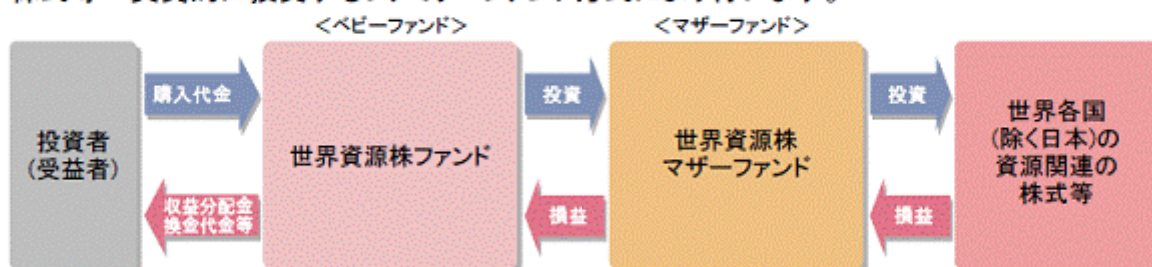 ＜ベビーファンド＞
＜マザーファンド＞
購入代金
投資
投資
投資者
(受益者)
世界資源株ファンド
世界資源株
マザーファンド
世界各国
(除く日本)の
資源関連の
株式等
収益分配金
換金代金等
損益
損益